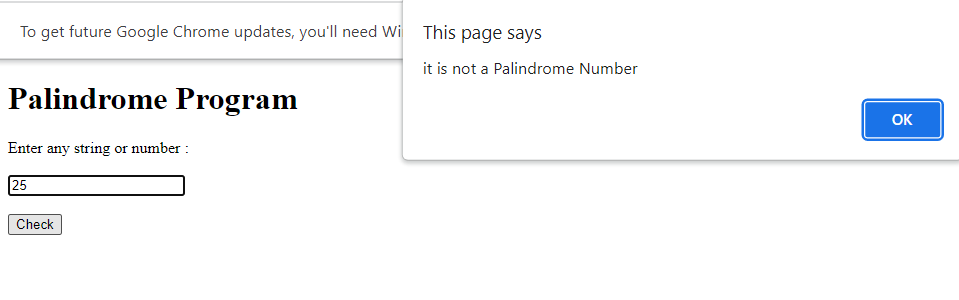 To get future Google Chrome updates, you'll need Wi
This page says
it is not a Palindrome Number
OK
Palindrome Program
Enter any string or number :
25
Check